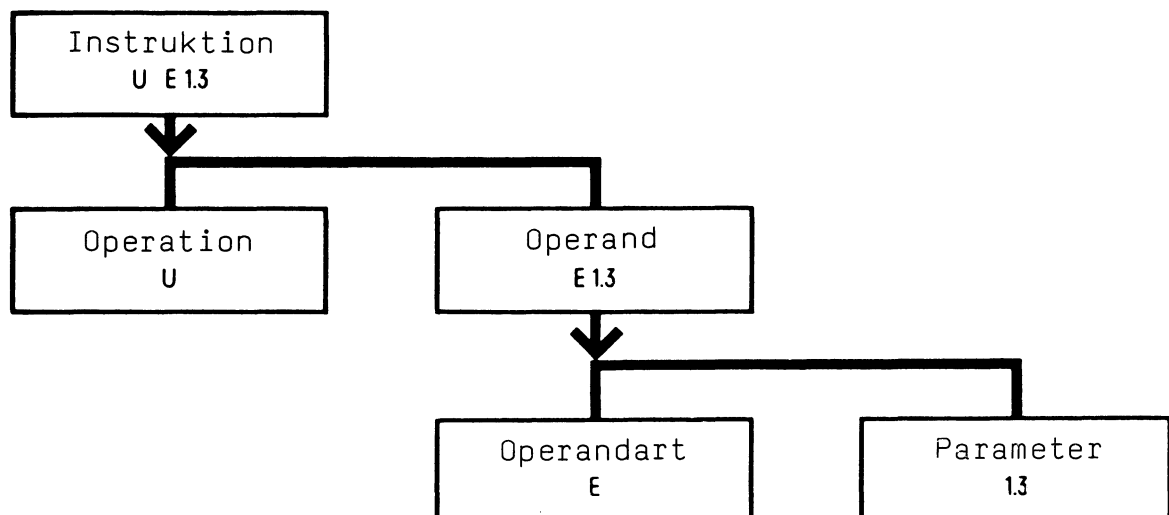 Instruktion
U E 1.3
Operation
U
Operand
E 1.3
Operandart
E
Parameter
1.3